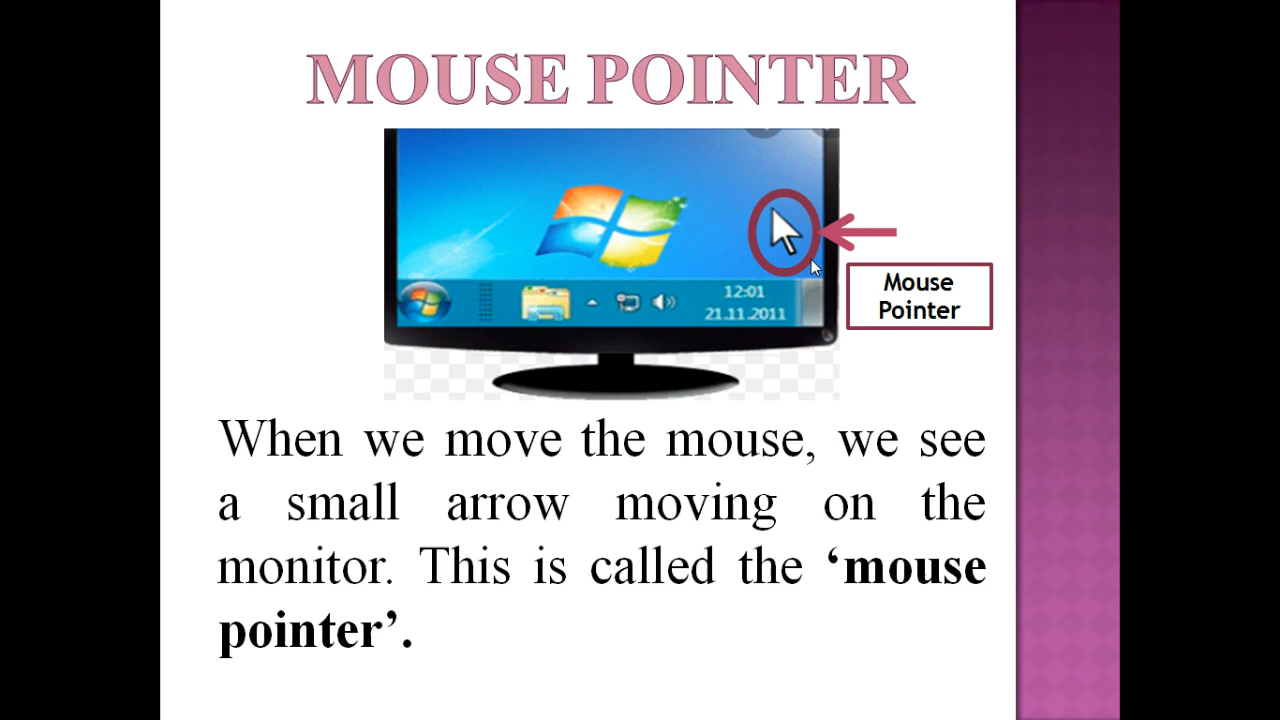 MOUSE POINTER
12:01
21.11.2011
Mouse
Pointer
When we move the mouse, we see
a small arrow moving on the
monitor. This is called the ‘mouse
pointer’.